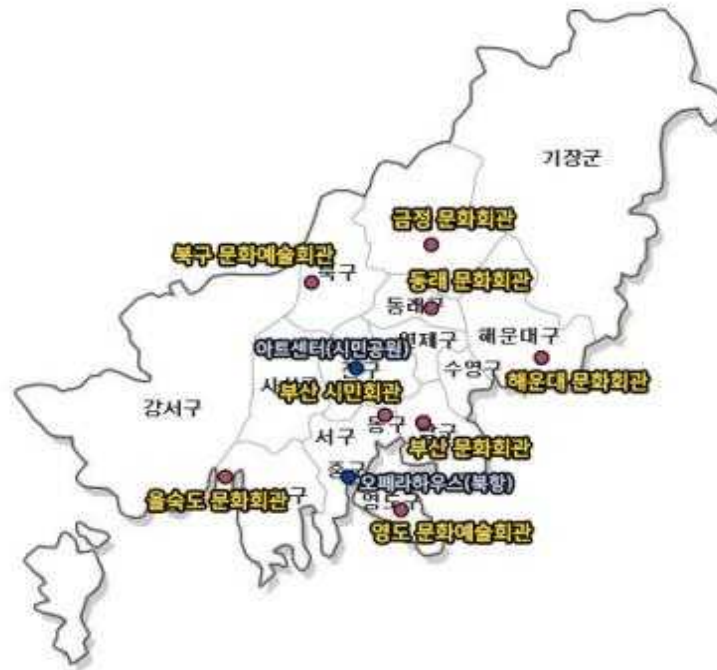 기장군
금정 문화회관
북구 문화예술회관
북구
동래 문화회관
동래구
연제구
해운대구
아트센터(시민공원)
수영구
해운대 문화회관
부산 시민회관
강서구
서구
동구
부산 문화회관
중구
오페라하우스(북항)
을숙도 문화회관
영도구
영도 문화예술회관